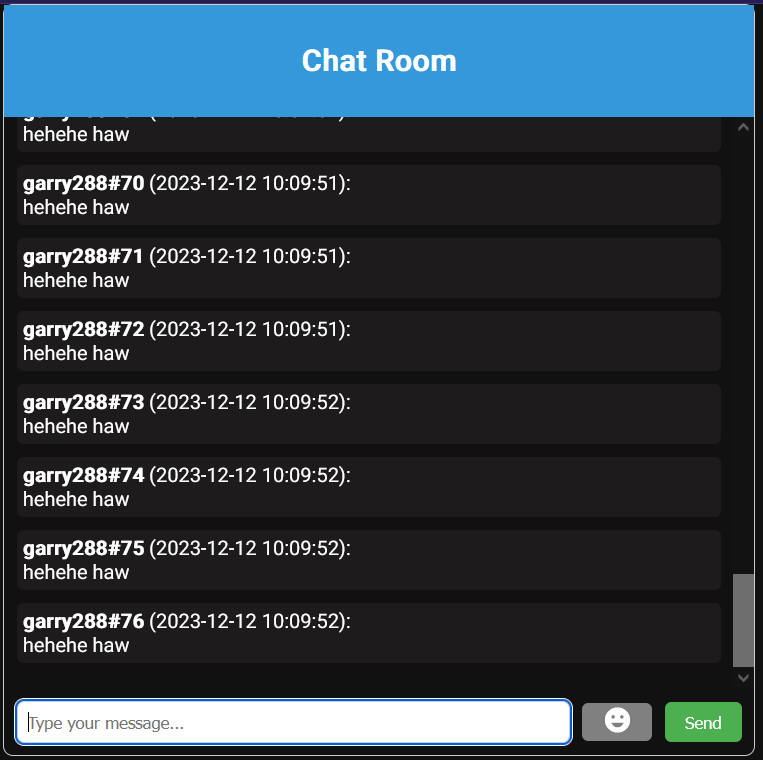 Chat Room
hehehe haw
garry288#70 (2023-12-12 10:09:51):
hehehe haw
garry288#71 (2023-12-12 10:09:51):
hehehe haw
garry288#72 (2023-12-12 10:09:51):
hehehe haw
garry288#73 (2023-12-12 10:09:52):
hehehe haw
garry288#74 (2023-12-12 10:09:52):
hehehe haw
garry288#75 (2023-12-12 10:09:52):
hehehe haw
garry288#76 (2023-12-12 10:09:52):
hehehe haw
Type your message...
Send